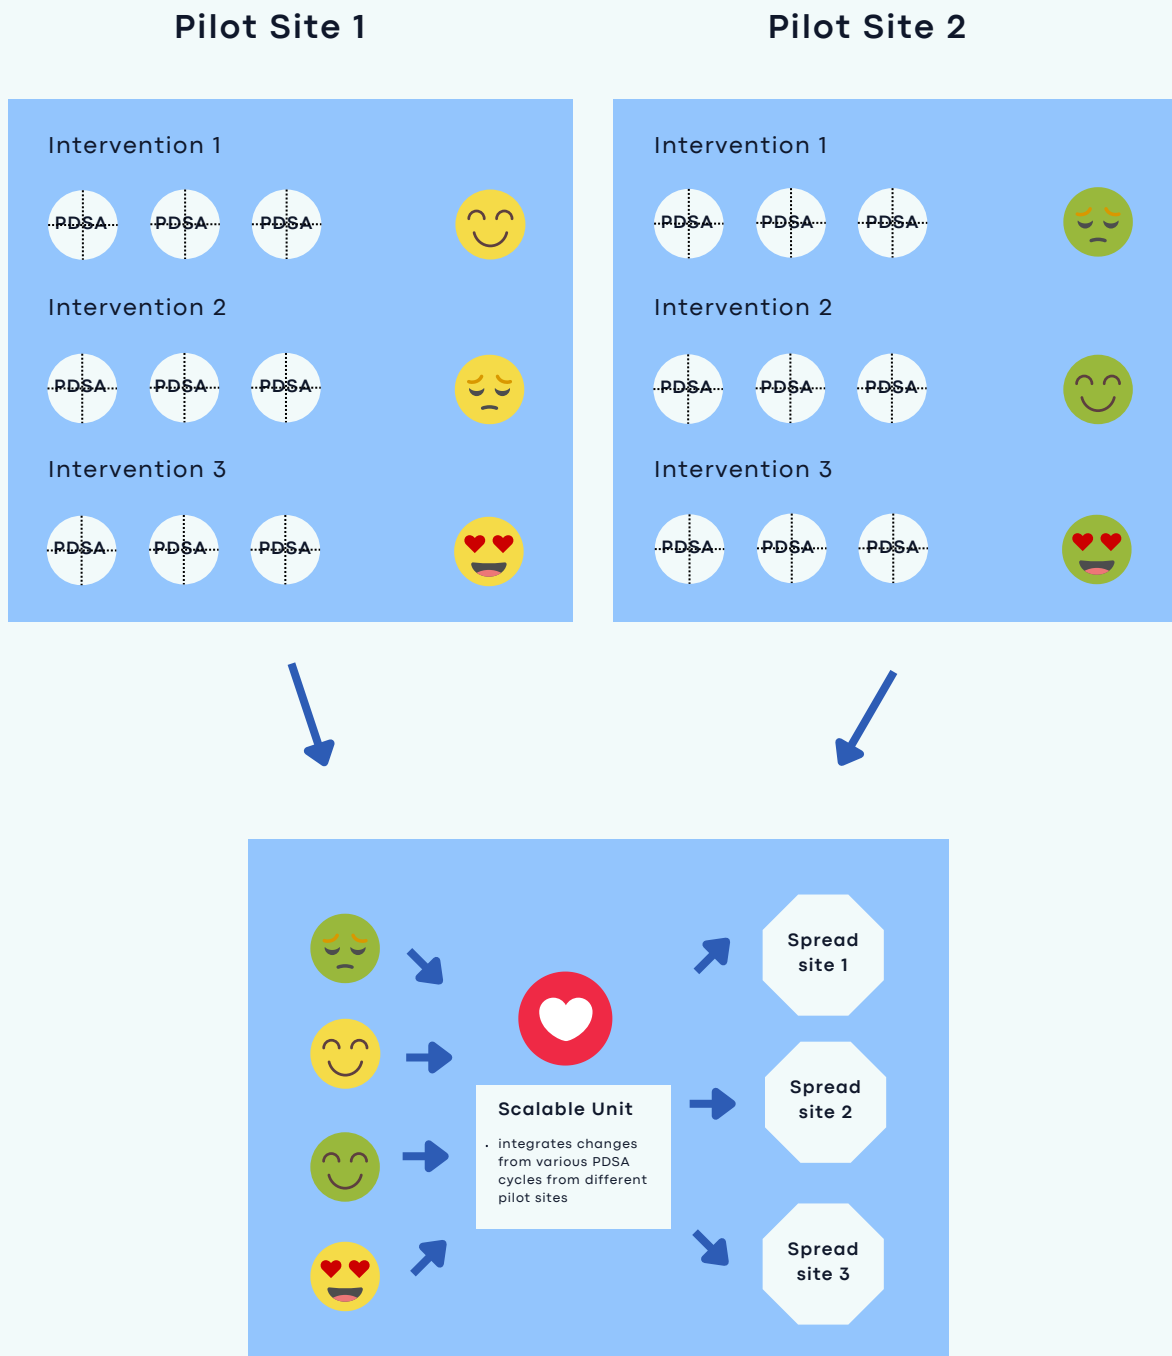 Pilot Site 1
Intervention 1
PDSA PDSA PDSA
Intervention 2
PDSA PDSA PDSA
Intervention 3
PDSA PDSA PDSA
Pilot Site 2
Intervention 1
PDSA PDSA PDSA
Intervention 2
PDSA PDSA PDSA
Intervention 3
PDSA PDSA PDSA
Scalable Unit
· integrates changes
from various PDSA
cycles from different
pilot sites
Spread
site 1
Spread
site 2
Spread
site 3